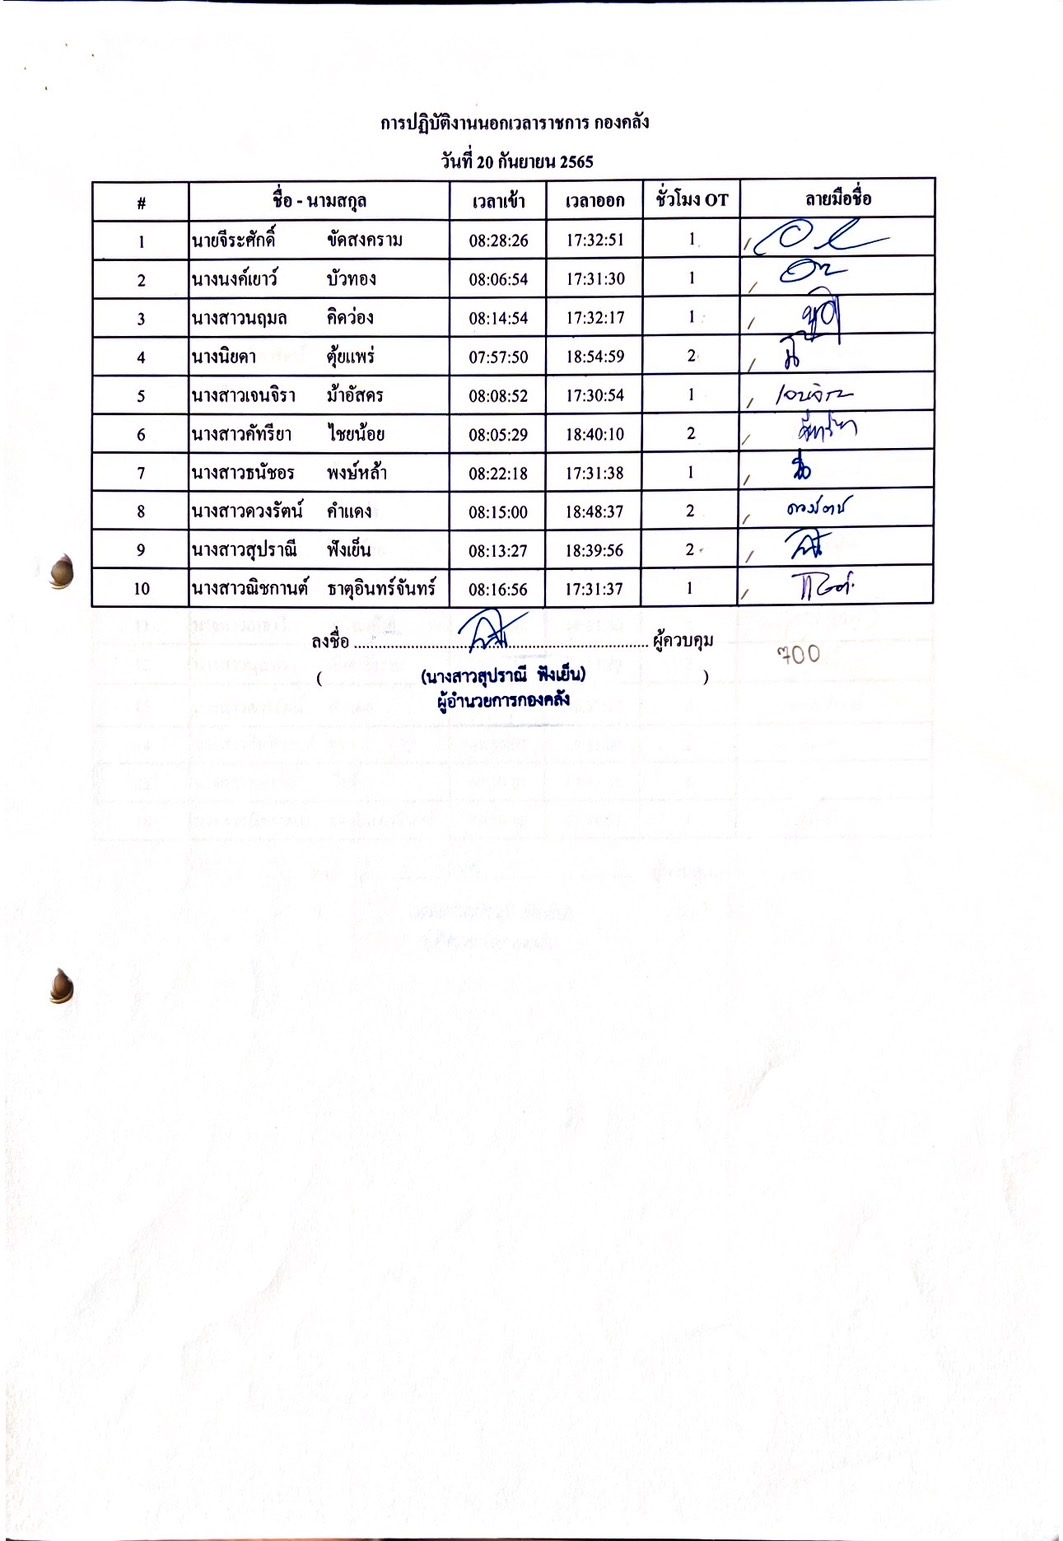 การปฏิบัติงานนอกเวลาราชการ กองคลัง
วันที่ 20 กันยายน 2565
# ชื่อ - นามสกุล เวลาเข้า เวลาออก ชั่วโมง OT ลายมือชื่อ
1 นายจีระศักดิ์ ขัดสงคราม 08:28:26 17:32:51 1
2 นางนงค์เยาว์ บัวทอง 08:06:54 17:31:30 1
3 นางสาวนฤมล คิดว่อง 08:14:54 17:32:17 1
4 นางนิยดา ตุ้ยแพร่ 07:57:50 18:54:59 2
5 นางสาวเจนจิรา ม้าอัสดร 08:08:52 17:30:54 1 เจนจิรา
6 นางสาวคัทรียา ไชยน้อย 08:05:29 18:40:10 2 คัทรียา
7 นางสาวธนัชอร พงษ์หล้า 08:22:18 17:31:38 1
8 นางสาวดวงรัตน์ คำแดง 08:15:00 18:48:37 2 ดวงรัตน์
9 นางสาวสุปราณี ฟังเย็น 08:13:27 18:39:56 2
10 นางสาวณิชกานต์ ธาตุอินทร์จันทร์ 08:16:56 17:31:37 1
ลงชื่อ ผู้ควบคุม
700
( (นางสาวสุปราณี ฟังเย็น) )
ผู้อำนวยการกองคลัง